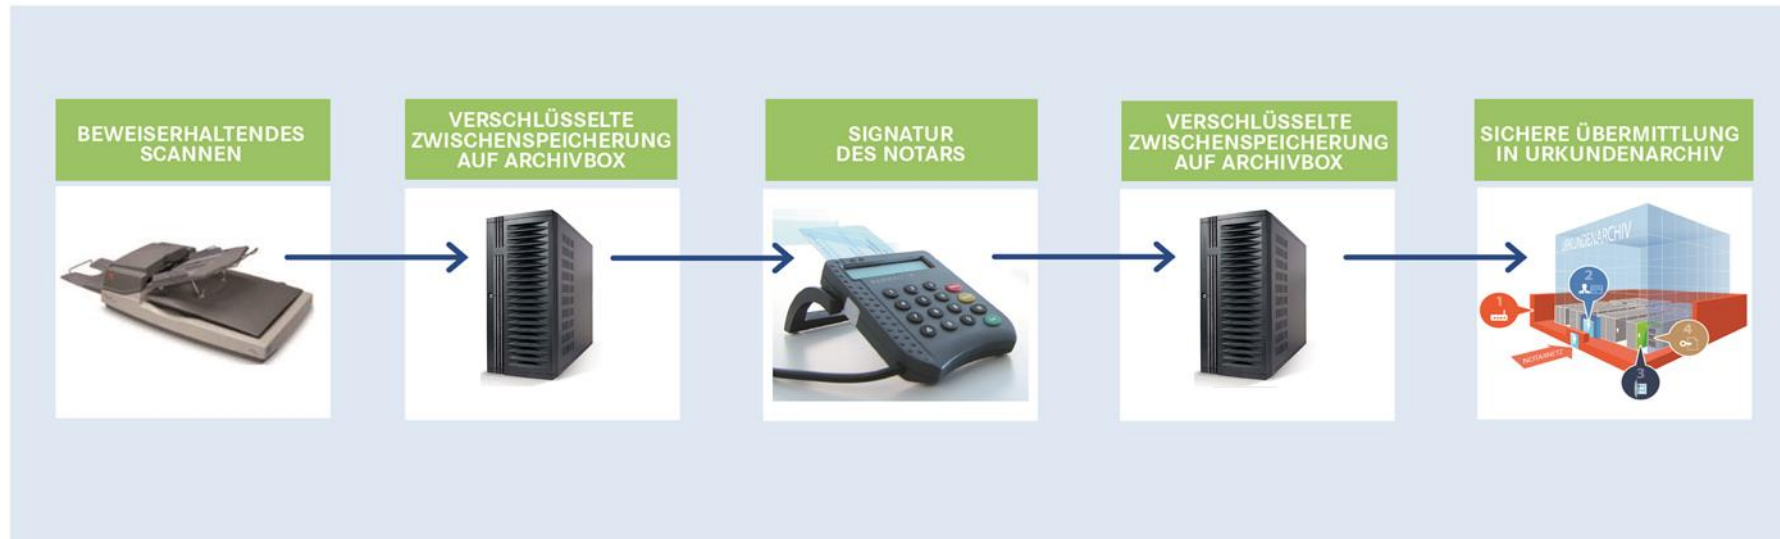 BEWEISERHALTENDES
SCANNEN
VERSCHLÜSSELTE
ZWISCHENSPEICHERUNG
AUF ARCHIVBOX
SIGNATUR
DES NOTARS
VERSCHLÜSSELTE
ZWISCHENSPEICHERUNG
AUF ARCHIVBOX
SICHERE ÜBERMITTLUNG
IN URKUNDENARCHIV
URKUNDENARCHIV
2
1
4
NOTARNETZ
3